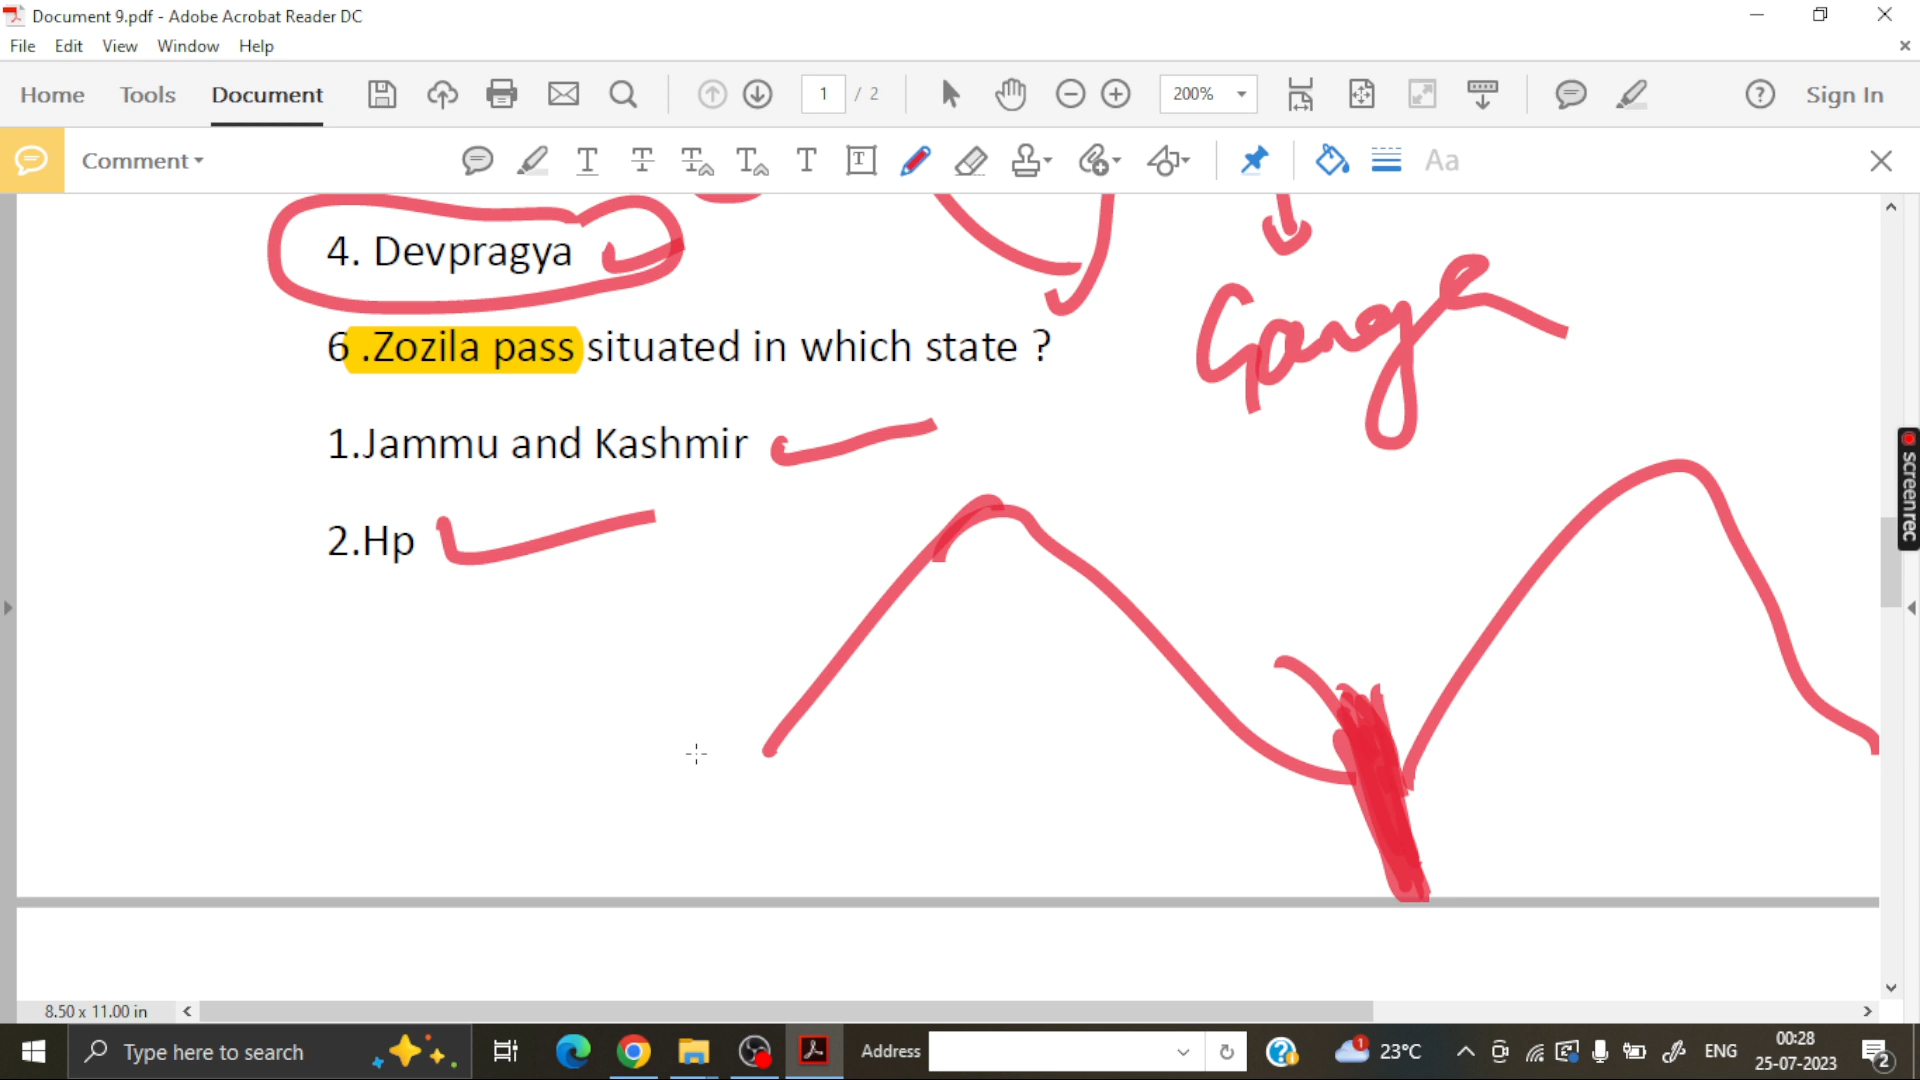 Document 9.pdf - Adobe Acrobat Reader DC
File Edit View Window Help
Home Tools Document 1 / 2 200% Sign In
Comment Aa
4. Devpragya
Ganga
6 .Zozila pass situated in which state ?
1.Jammu and Kashmir
2.Hp
screenrec
8.50 x 11.00 in
Type here to search Address 23°C ENG 00:28
25-07-2023 2